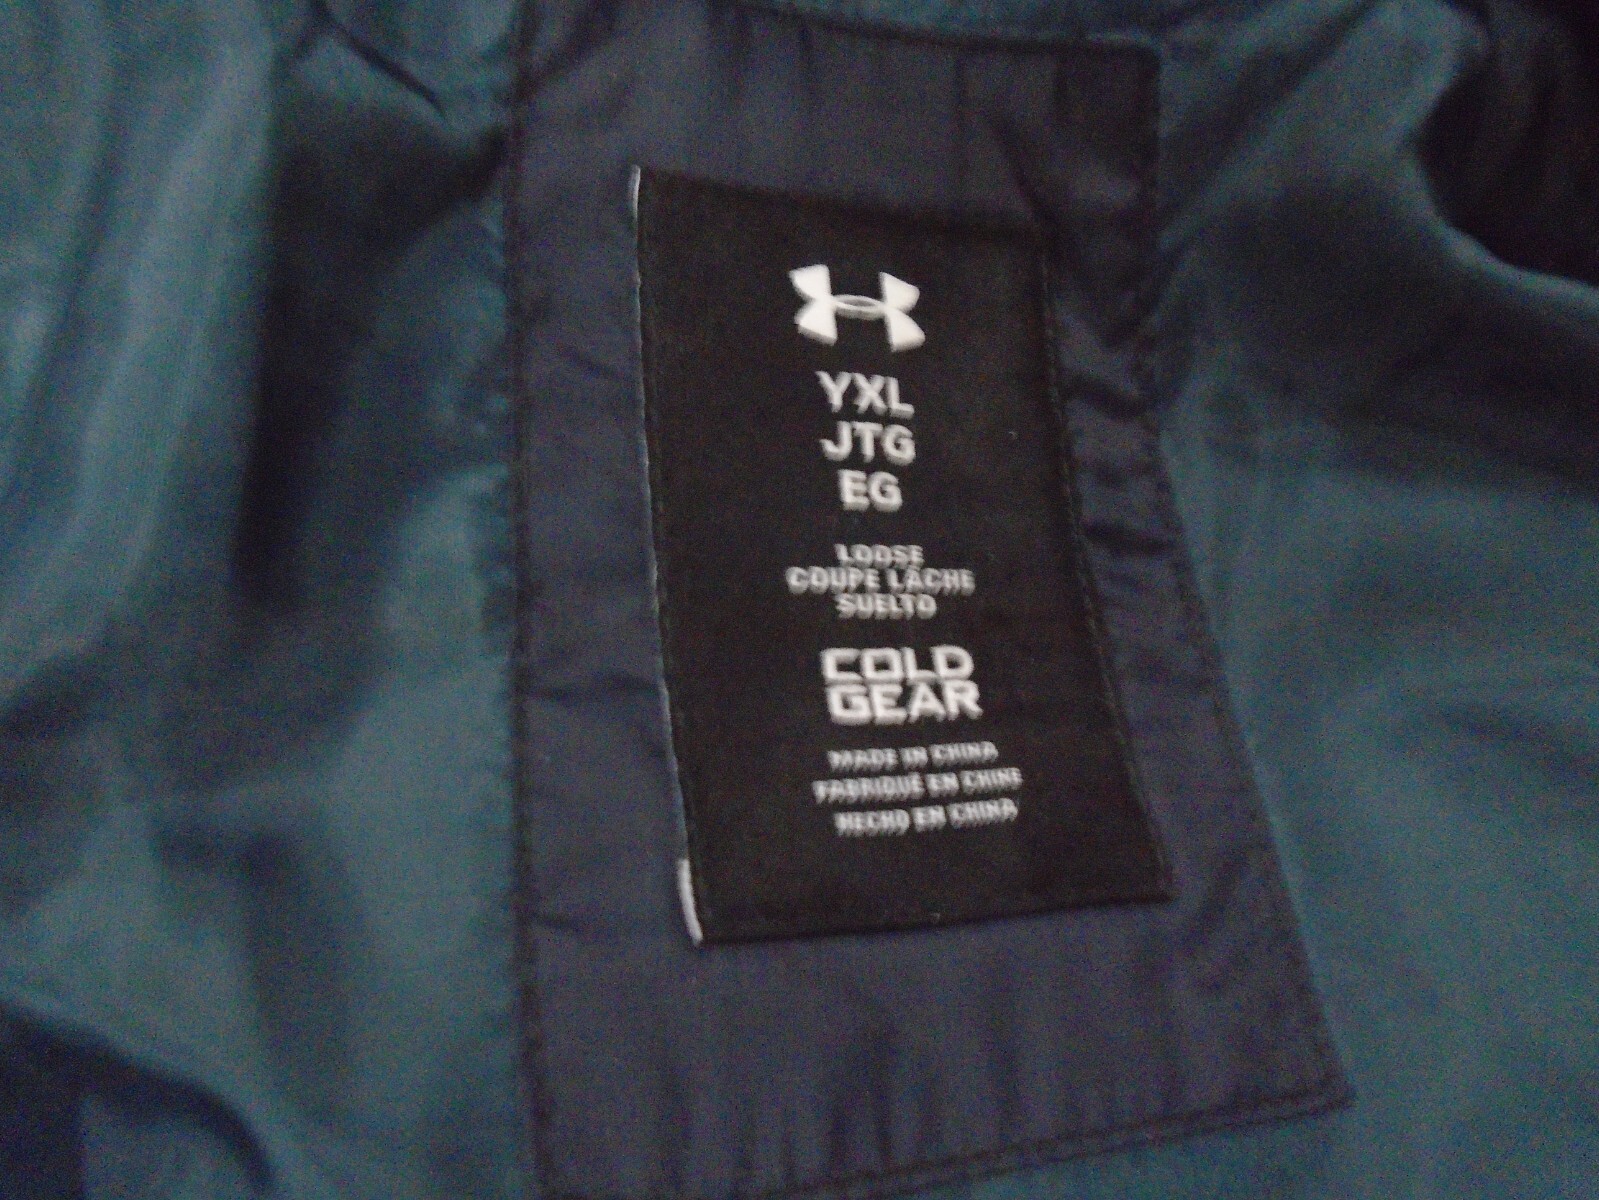 YXL
JTG
EG
LOOSE
COUPE LÂCHE
SUELTO
COLD
GEAR
MADE IN CHINA
FABRIQUÉ EN CHINE
HECHO EN CHINA